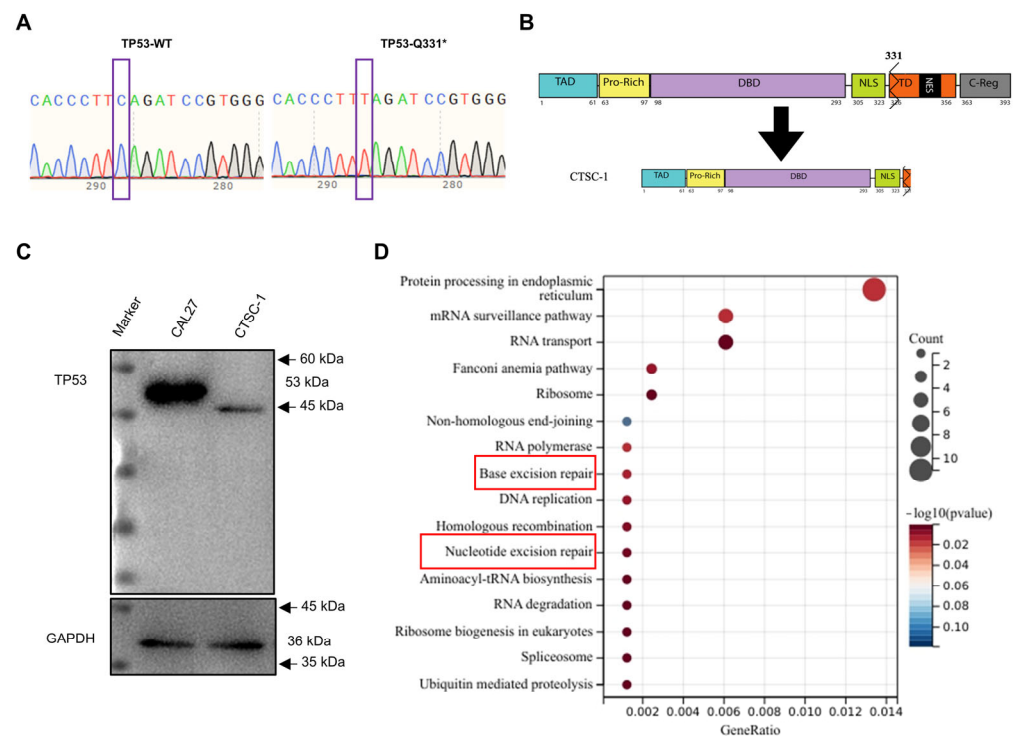 A
TP53-WT
TP53-Q331*
CACCCTTCAGATCCGTGGG
CACCCTTTAGATCCGTGGG
290
280
290
280
B
331
TAD
Pro-Rich
DBD
NLS
TD
NES
C-Reg
1
61
63
97
98
293
305
323
356
363
393
CTSC-1
TAD
Pro-Rich
DBD
NLS
1
61
63
97
98
293
305
323
C
Marker
CAL27
CTSC-1
TP53
60 kDa
53 kDa
45 kDa
GAPDH
45 kDa
36 kDa
35 kDa
D
Protein processing in endoplasmic
reticulum
mRNA surveillance pathway
RNA transport
Fanconi anemia pathway
Ribosome
Non-homologous end-joining
RNA polymerase
Base excision repair
DNA replication
Homologous recombination
Nucleotide excision repair
Aminoacyl-tRNA biosynthesis
RNA degradation
Ribosome biogenesis in eukaryotes
Spliceosome
Ubiquitin mediated proteolysis
0.002 0.004 0.006 0.008 0.010 0.012 0.014
GeneRatio
Count
2
4
6
8
10
-log10(pvalue)
0.02
0.04
0.06
0.08
0.10